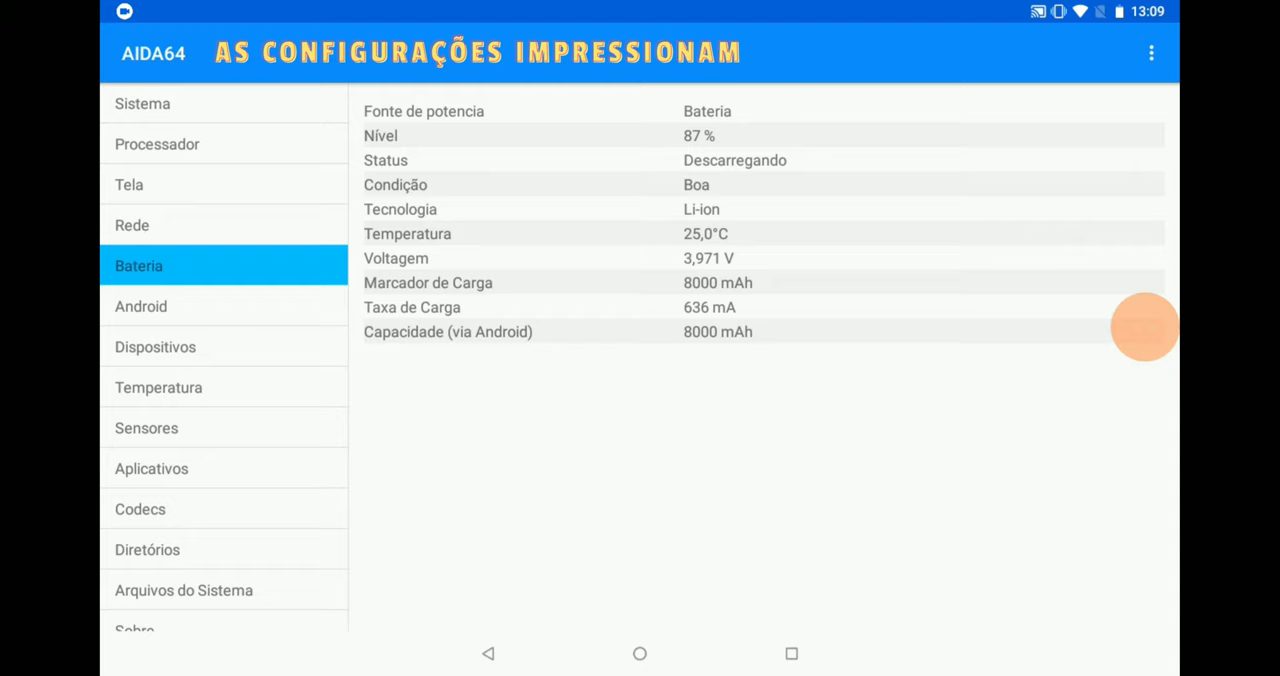 13:09
AIDA64 AS CONFIGURAÇÕES IMPRESSIONAM
Sistema
Processador
Tela
Rede
Bateria
Android
Dispositivos
Temperatura
Sensores
Aplicativos
Codecs
Diretórios
Arquivos do Sistema
Sobre
Fonte de potencia Bateria
Nível 87 %
Status Descarregando
Condição Boa
Tecnologia Li-ion
Temperatura 25,0°C
Voltagem 3,971 V
Marcador de Carga 8000 mAh
Taxa de Carga 636 mA
Capacidade (via Android) 8000 mAh